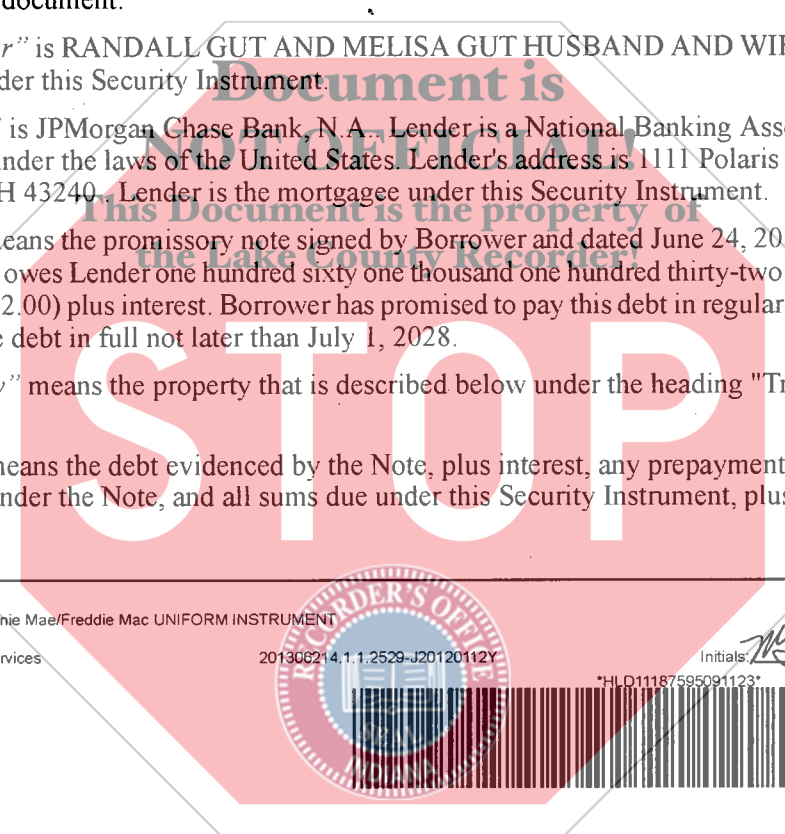 document.
r” is RANDALL GUT AND MELISA GUT HUSBAND AND WIF
der this Security Instrument.
Document is
” is JPMorgan Chase Bank, N.A.. Lender is a National Banking Asso
NOT OFFICIAL!
under the laws of the United States. Lender's address is 1111 Polaris
H 43240 . Lender is the mortgagee under this Security Instrument.
This Document is the property of
eans the promissory note signed by Borrower and dated June 24, 20
the Lake County Recorder!
owes Lender one hundred sixty one thousand one hundred thirty-two
2.00) plus interest. Borrower has promised to pay this debt in regular
e debt in full not later than July 1, 2028.
STOP
y” means the property that is described below under the heading "Tr
neans the debt evidenced by the Note, plus interest, any prepayment
nder the Note, and all sums due under this Security Instrument, plus
nie Mae/Freddie Mac UNIFORM INSTRUMENT
RECORDER'S OFFICE
rvices 201306214.1.1.2529-J20120112Y Initials:
*HLD11187595091123*
SEAL
INDIANA